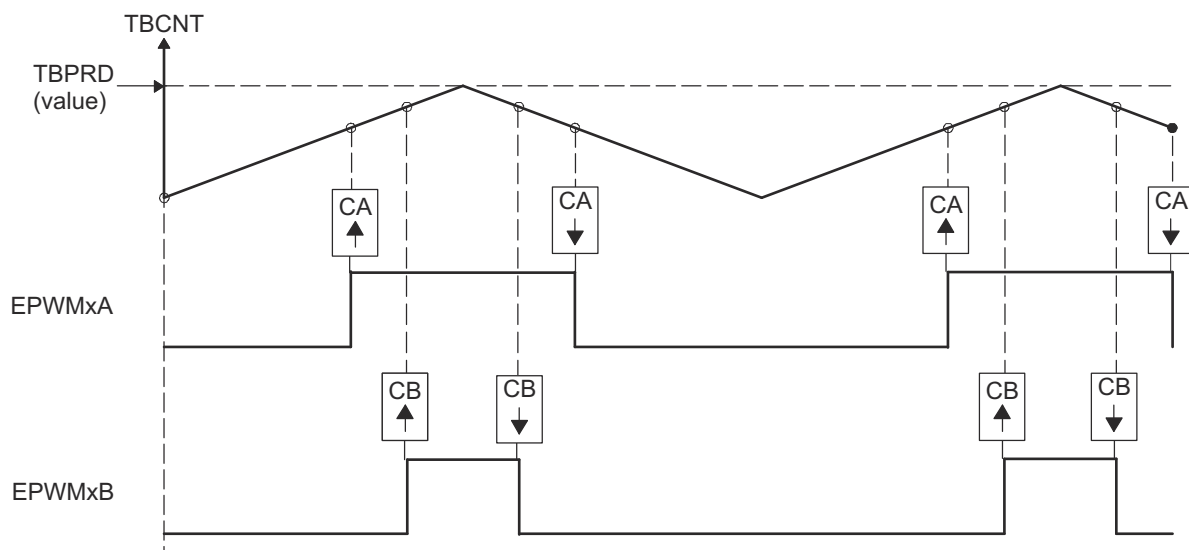 TBCNT
TBPRD
(value)
CA
CA
CA
CA
EPWMxA
CB
CB
CB
CB
EPWMxB